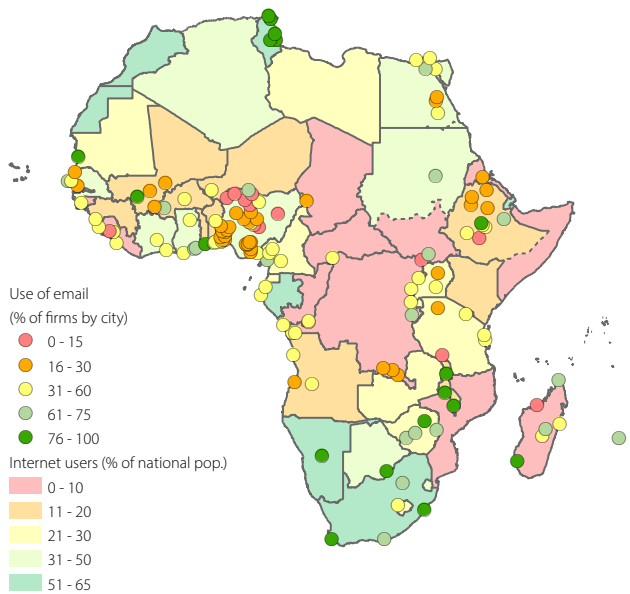 Use of email
(% of firms by city)
0 - 15
16 - 30
31 - 60
61 - 75
76 - 100
Internet users (% of national pop.)
0 - 10
11 - 20
21 - 30
31 - 50
51 - 65